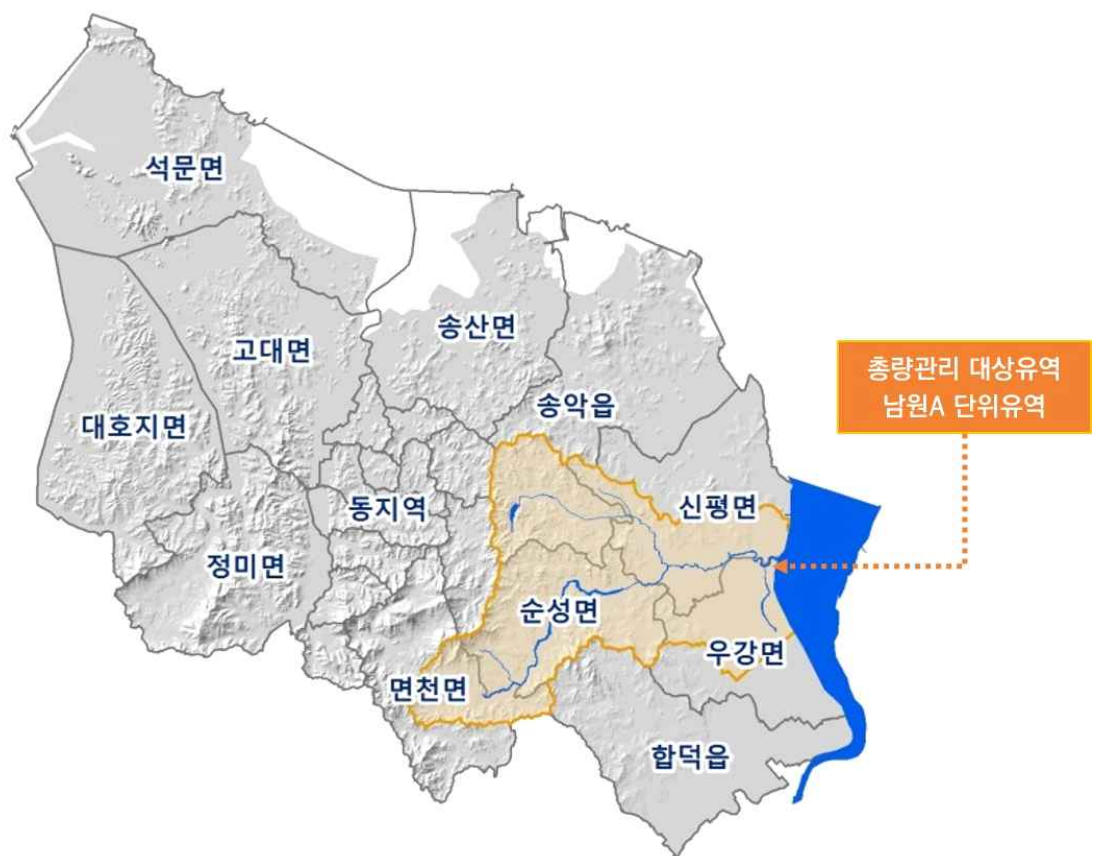 석문면
송산면
고대면
총량관리 대상유역
남원A 단위유역
송악읍
대호지면
동지역
신평면
정미면
순성면
우강면
면천면
합덕읍